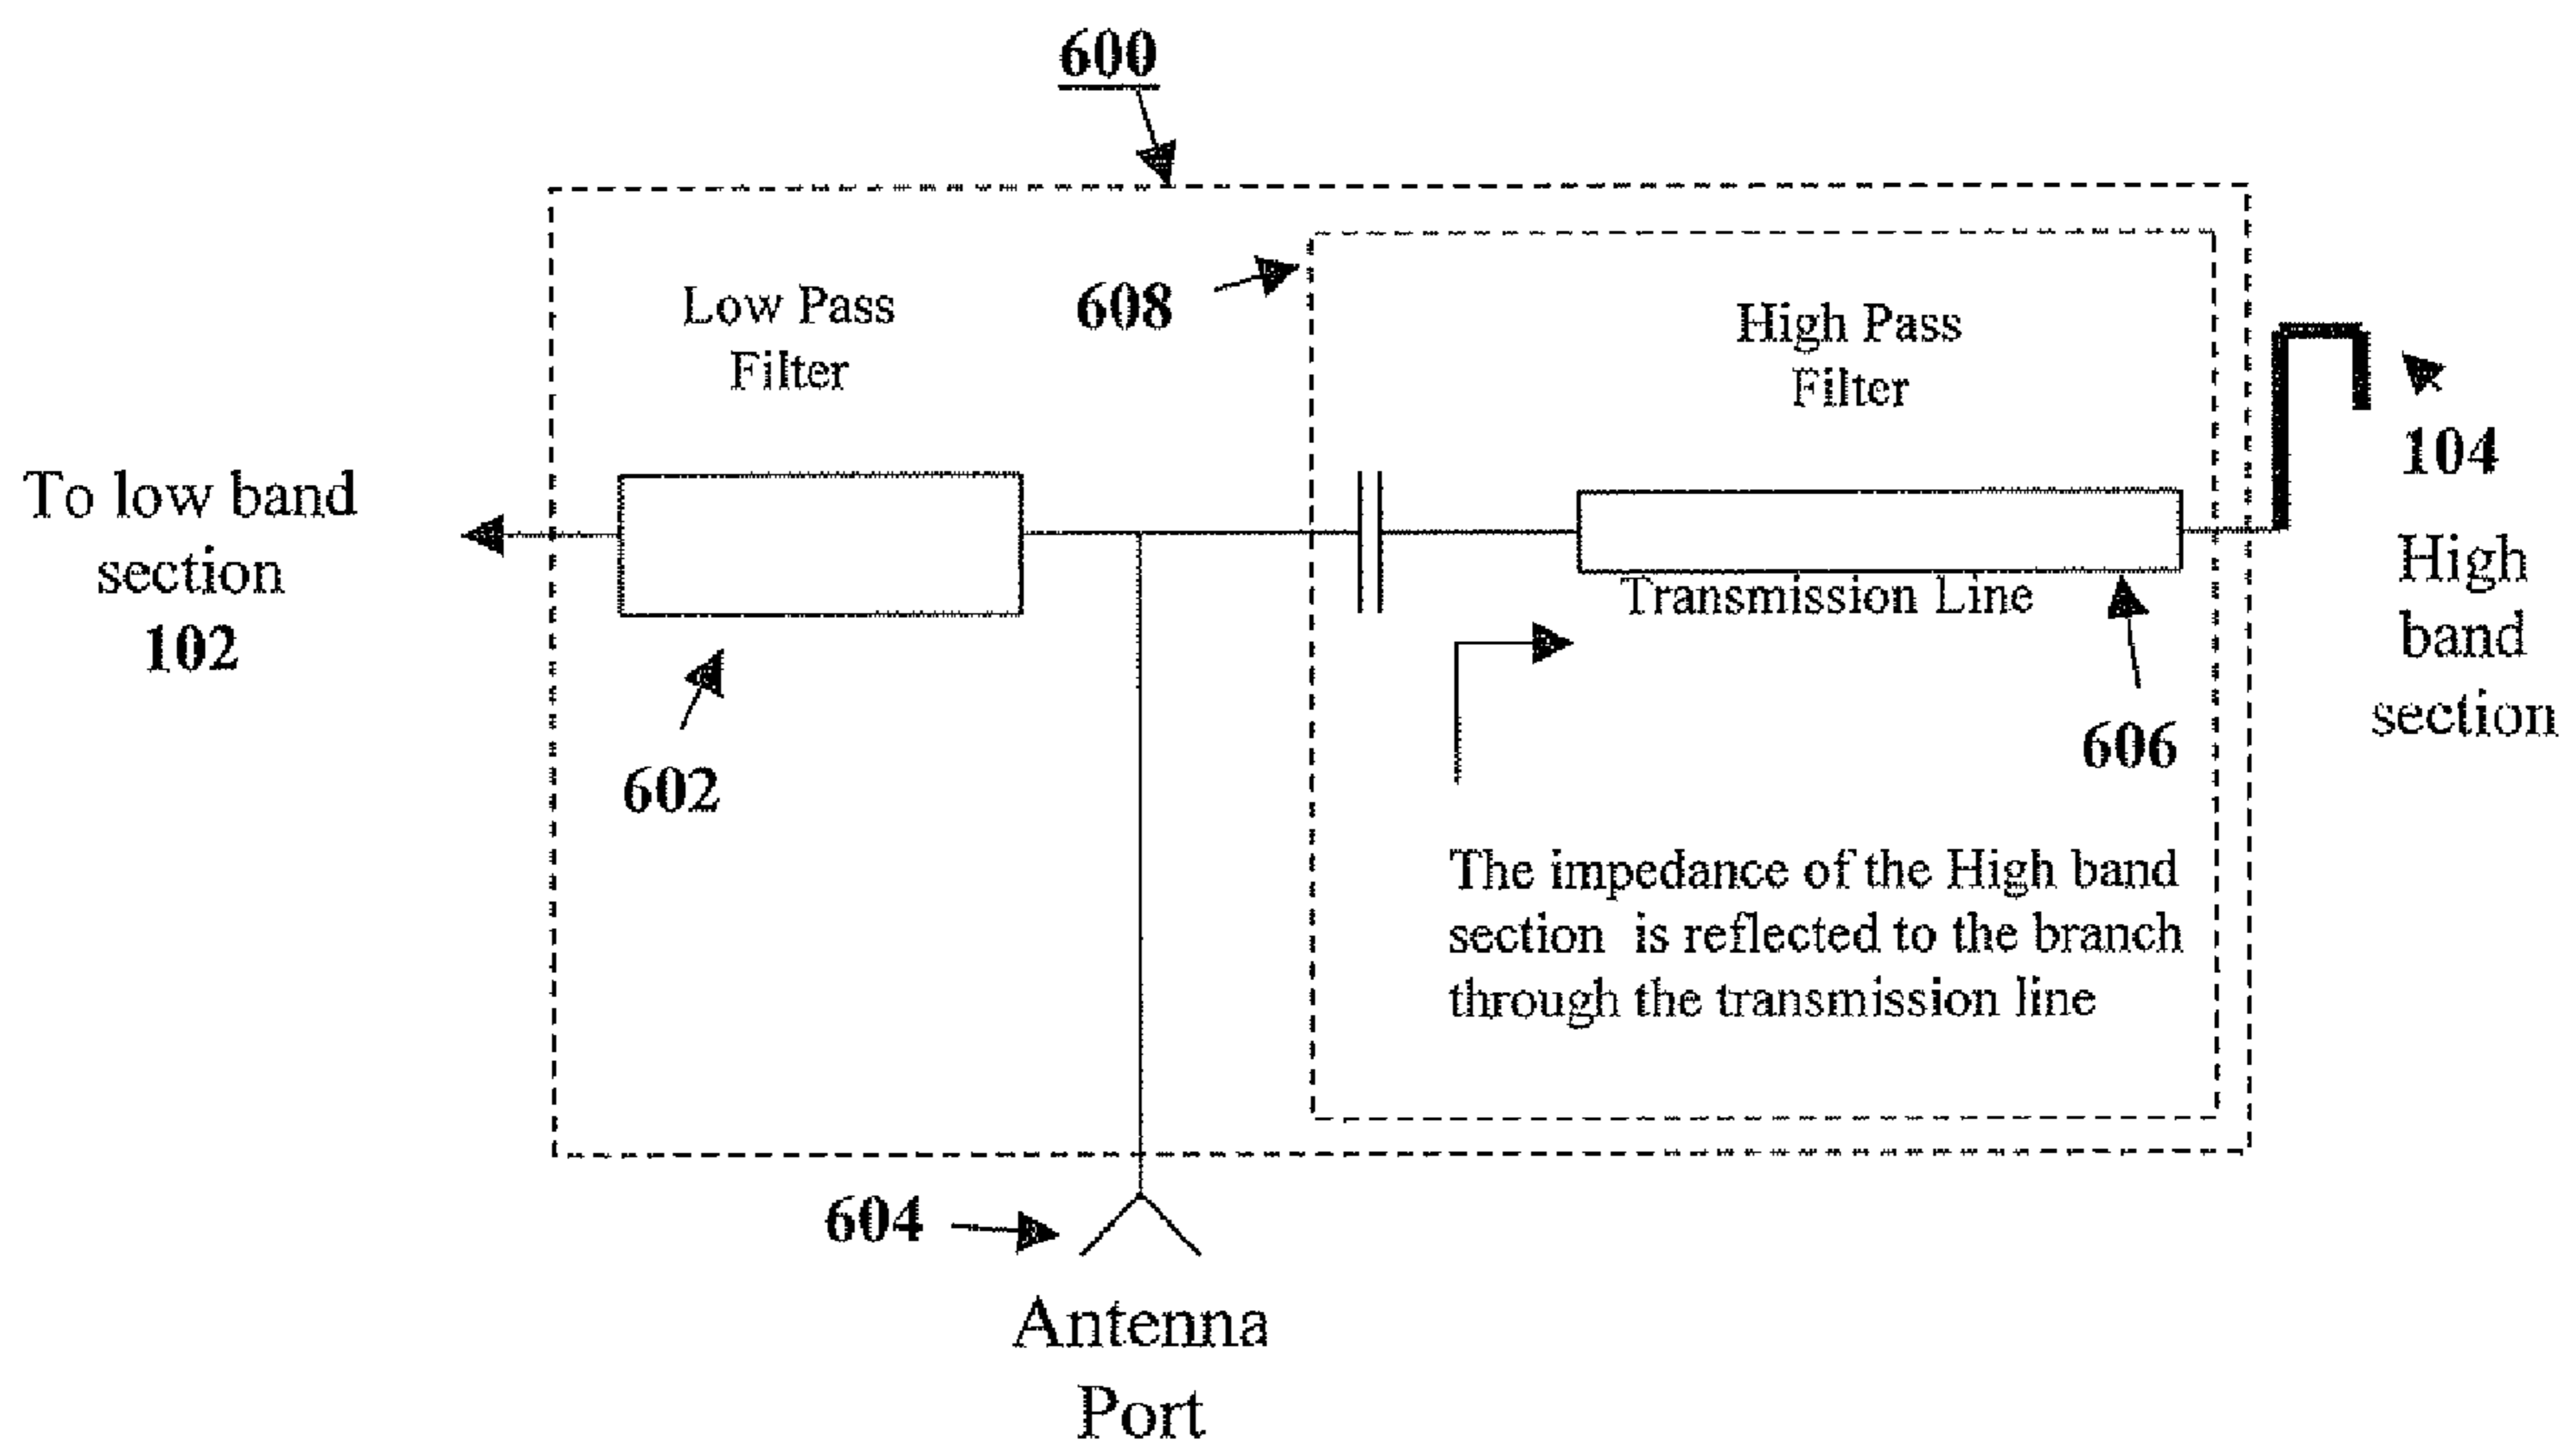 600
608
Low Pass
Filter
High Pass
Filter
104
High
band
section
To low band
section
102
Transmission Line
602
606
The impedance of the High band
section is reflected to the branch
through the transmission line
604
Antenna
Port